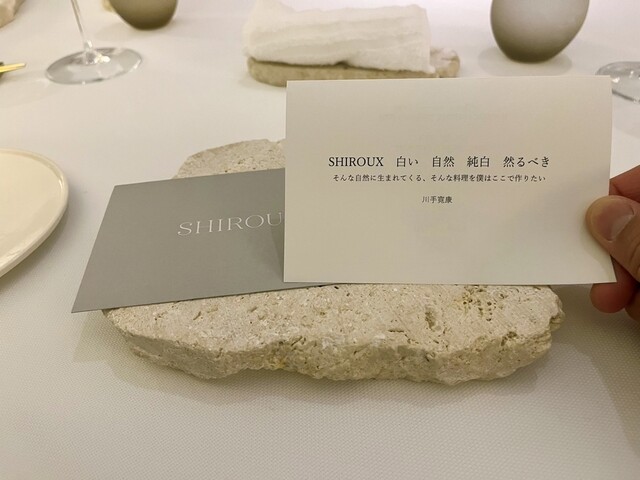 SHIROUX 白い 自然 純白 然るべき
そんな自然に生まれてくる、そんな料理を僕はここで作りたい
川手寛康
SHIROU